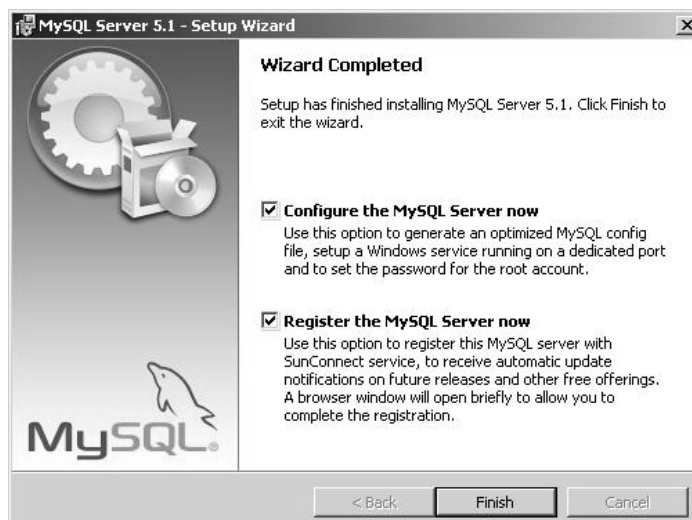 MySQL Server 5.1 - Setup Wizard
Wizard Completed
Setup has finished installing MySQL Server 5.1. Click Finish to
exit the wizard.
Configure the MySQL Server now
Use this option to generate an optimized MySQL config
file, setup a Windows service running on a dedicated port
and to set the password for the root account.
Register the MySQL Server now
Use this option to register this MySQL server with
SunConnect service, to receive automatic update
notifications on future releases and other free offerings.
A browser window will open briefly to allow you to
complete the registration.
MySQL®
< Back
Finish
Cancel